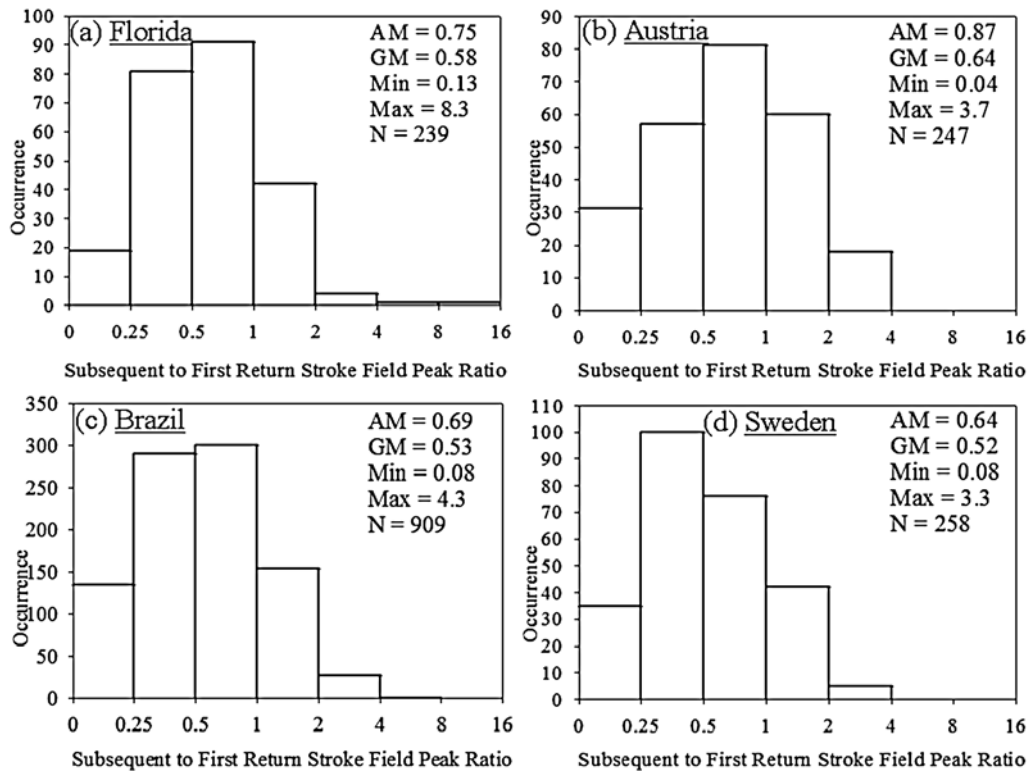 (a) Florida
AM = 0.75
GM = 0.58
Min = 0.13
Max = 8.3
N = 239
100
90
80
70
60
50
40
30
20
10
0
Occurrence
0 0.25 0.5 1 2 4 8 16
Subsequent to First Return Stroke Field Peak Ratio
(b) Austria
AM = 0.87
GM = 0.64
Min = 0.04
Max = 3.7
N = 247
90
80
70
60
50
40
30
20
10
0
Occurrence
0 0.25 0.5 1 2 4 8 16
Subsequent to First Return Stroke Field Peak Ratio
(c) Brazil
AM = 0.69
GM = 0.53
Min = 0.08
Max = 4.3
N = 909
350
300
250
200
150
100
50
0
Occurrence
0 0.25 0.5 1 2 4 8 16
Subsequent to First Return Stroke Field Peak Ratio
(d) Sweden
AM = 0.64
GM = 0.52
Min = 0.08
Max = 3.3
N = 258
110
100
90
80
70
60
50
40
30
20
10
0
Occurrence
0 0.25 0.5 1 2 4 8 16
Subsequent to First Return Stroke Field Peak Ratio